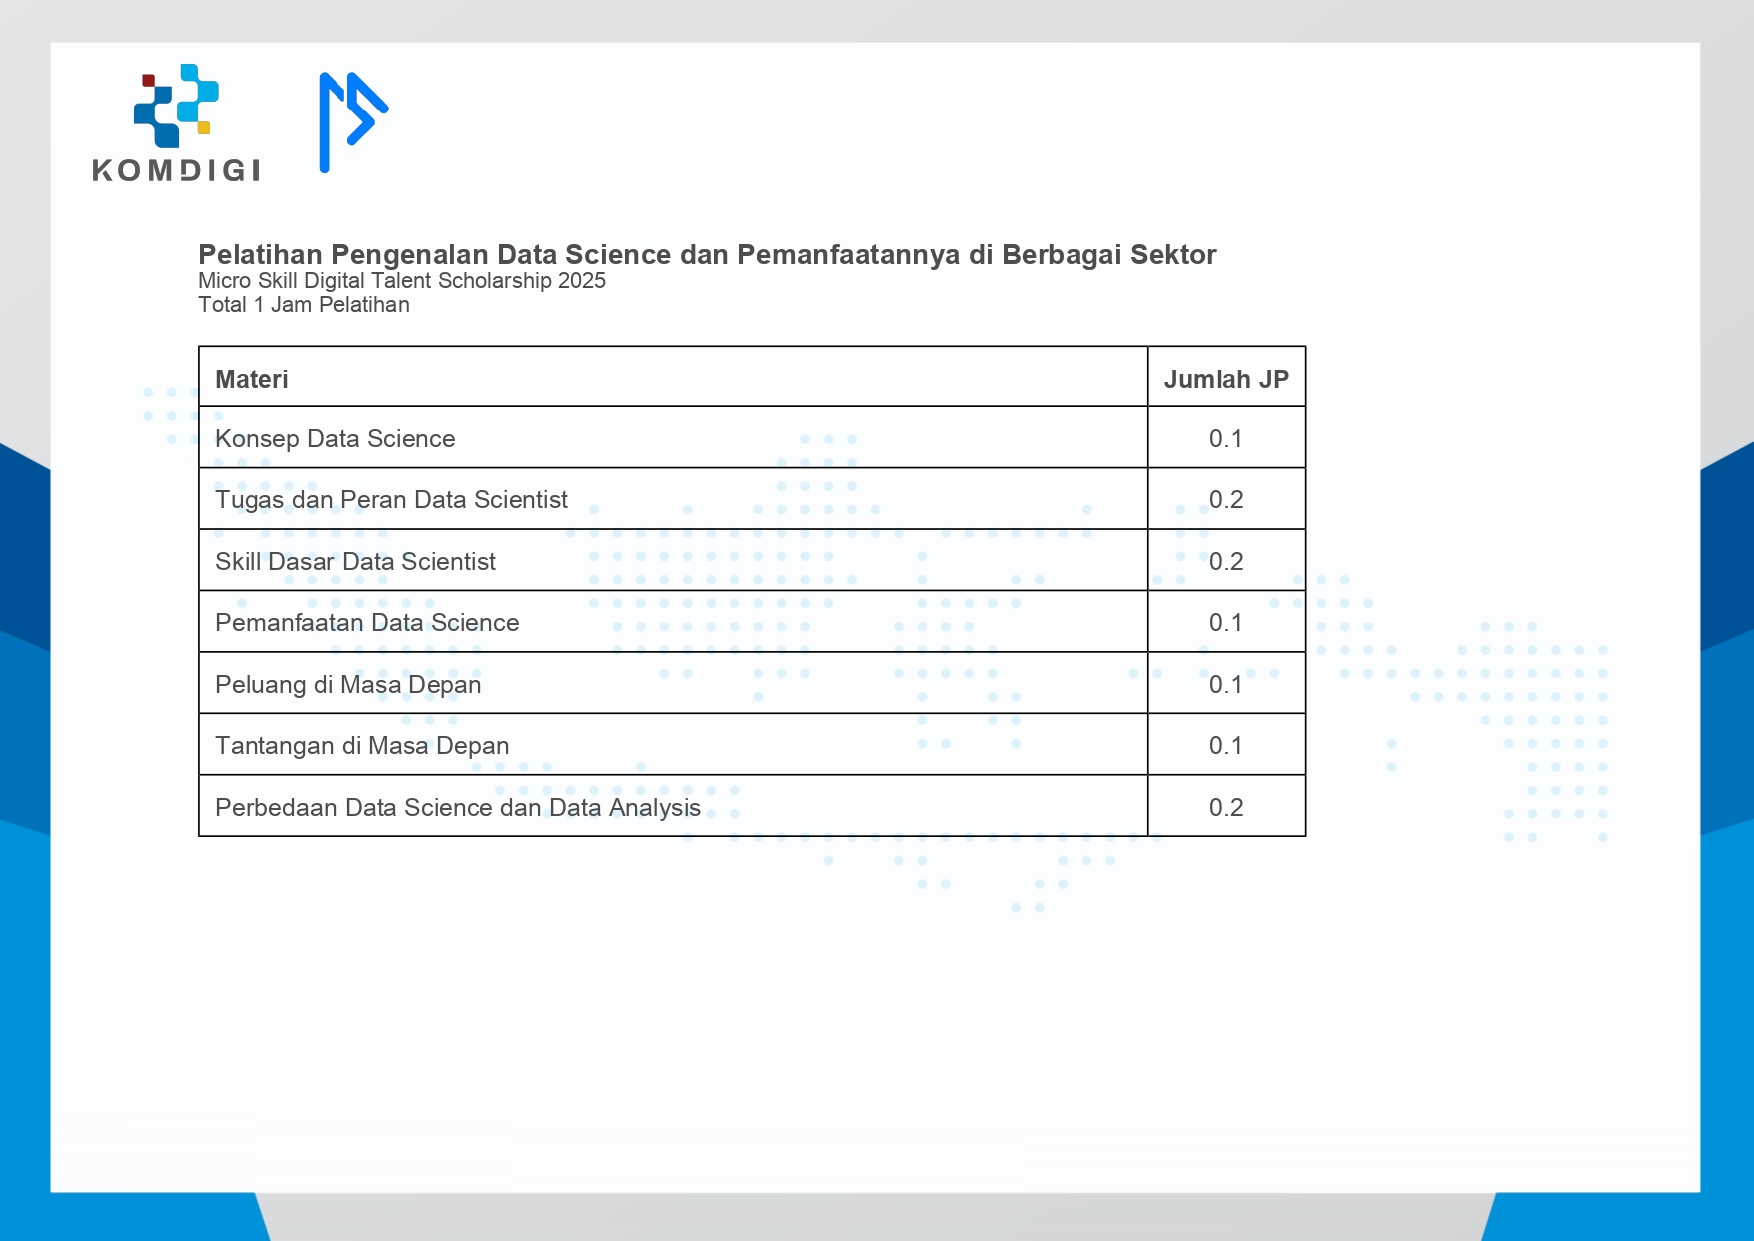 KOMDIGI
Pelatihan Pengenalan Data Science dan Pemanfaatannya di Berbagai Sektor
Micro Skill Digital Talent Scholarship 2025
Total 1 Jam Pelatihan
Materi Jumlah JP
Konsep Data Science 0.1
Tugas dan Peran Data Scientist 0.2
Skill Dasar Data Scientist 0.2
Pemanfaatan Data Science 0.1
Peluang di Masa Depan 0.1
Tantangan di Masa Depan 0.1
Perbedaan Data Science dan Data Analysis 0.2